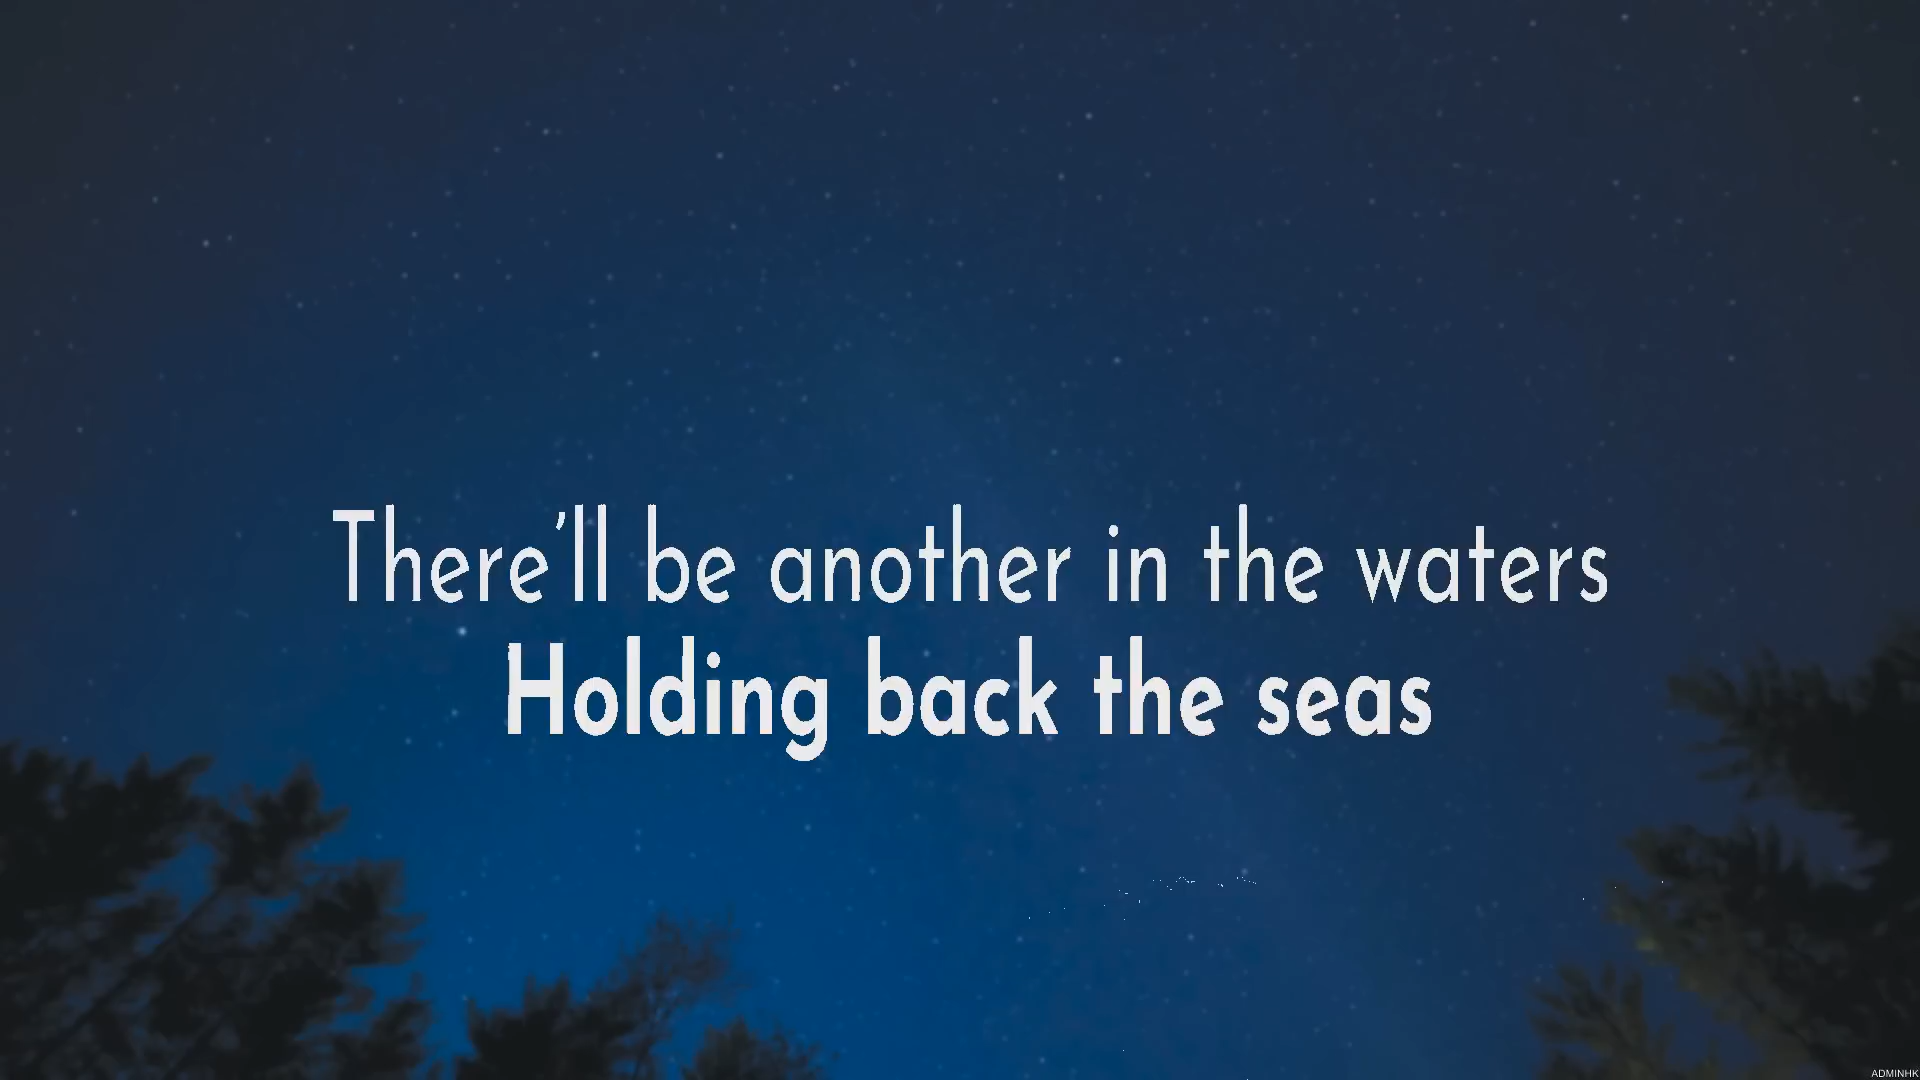 There'll be another in the waters
Holding back the seas
ADMINHK